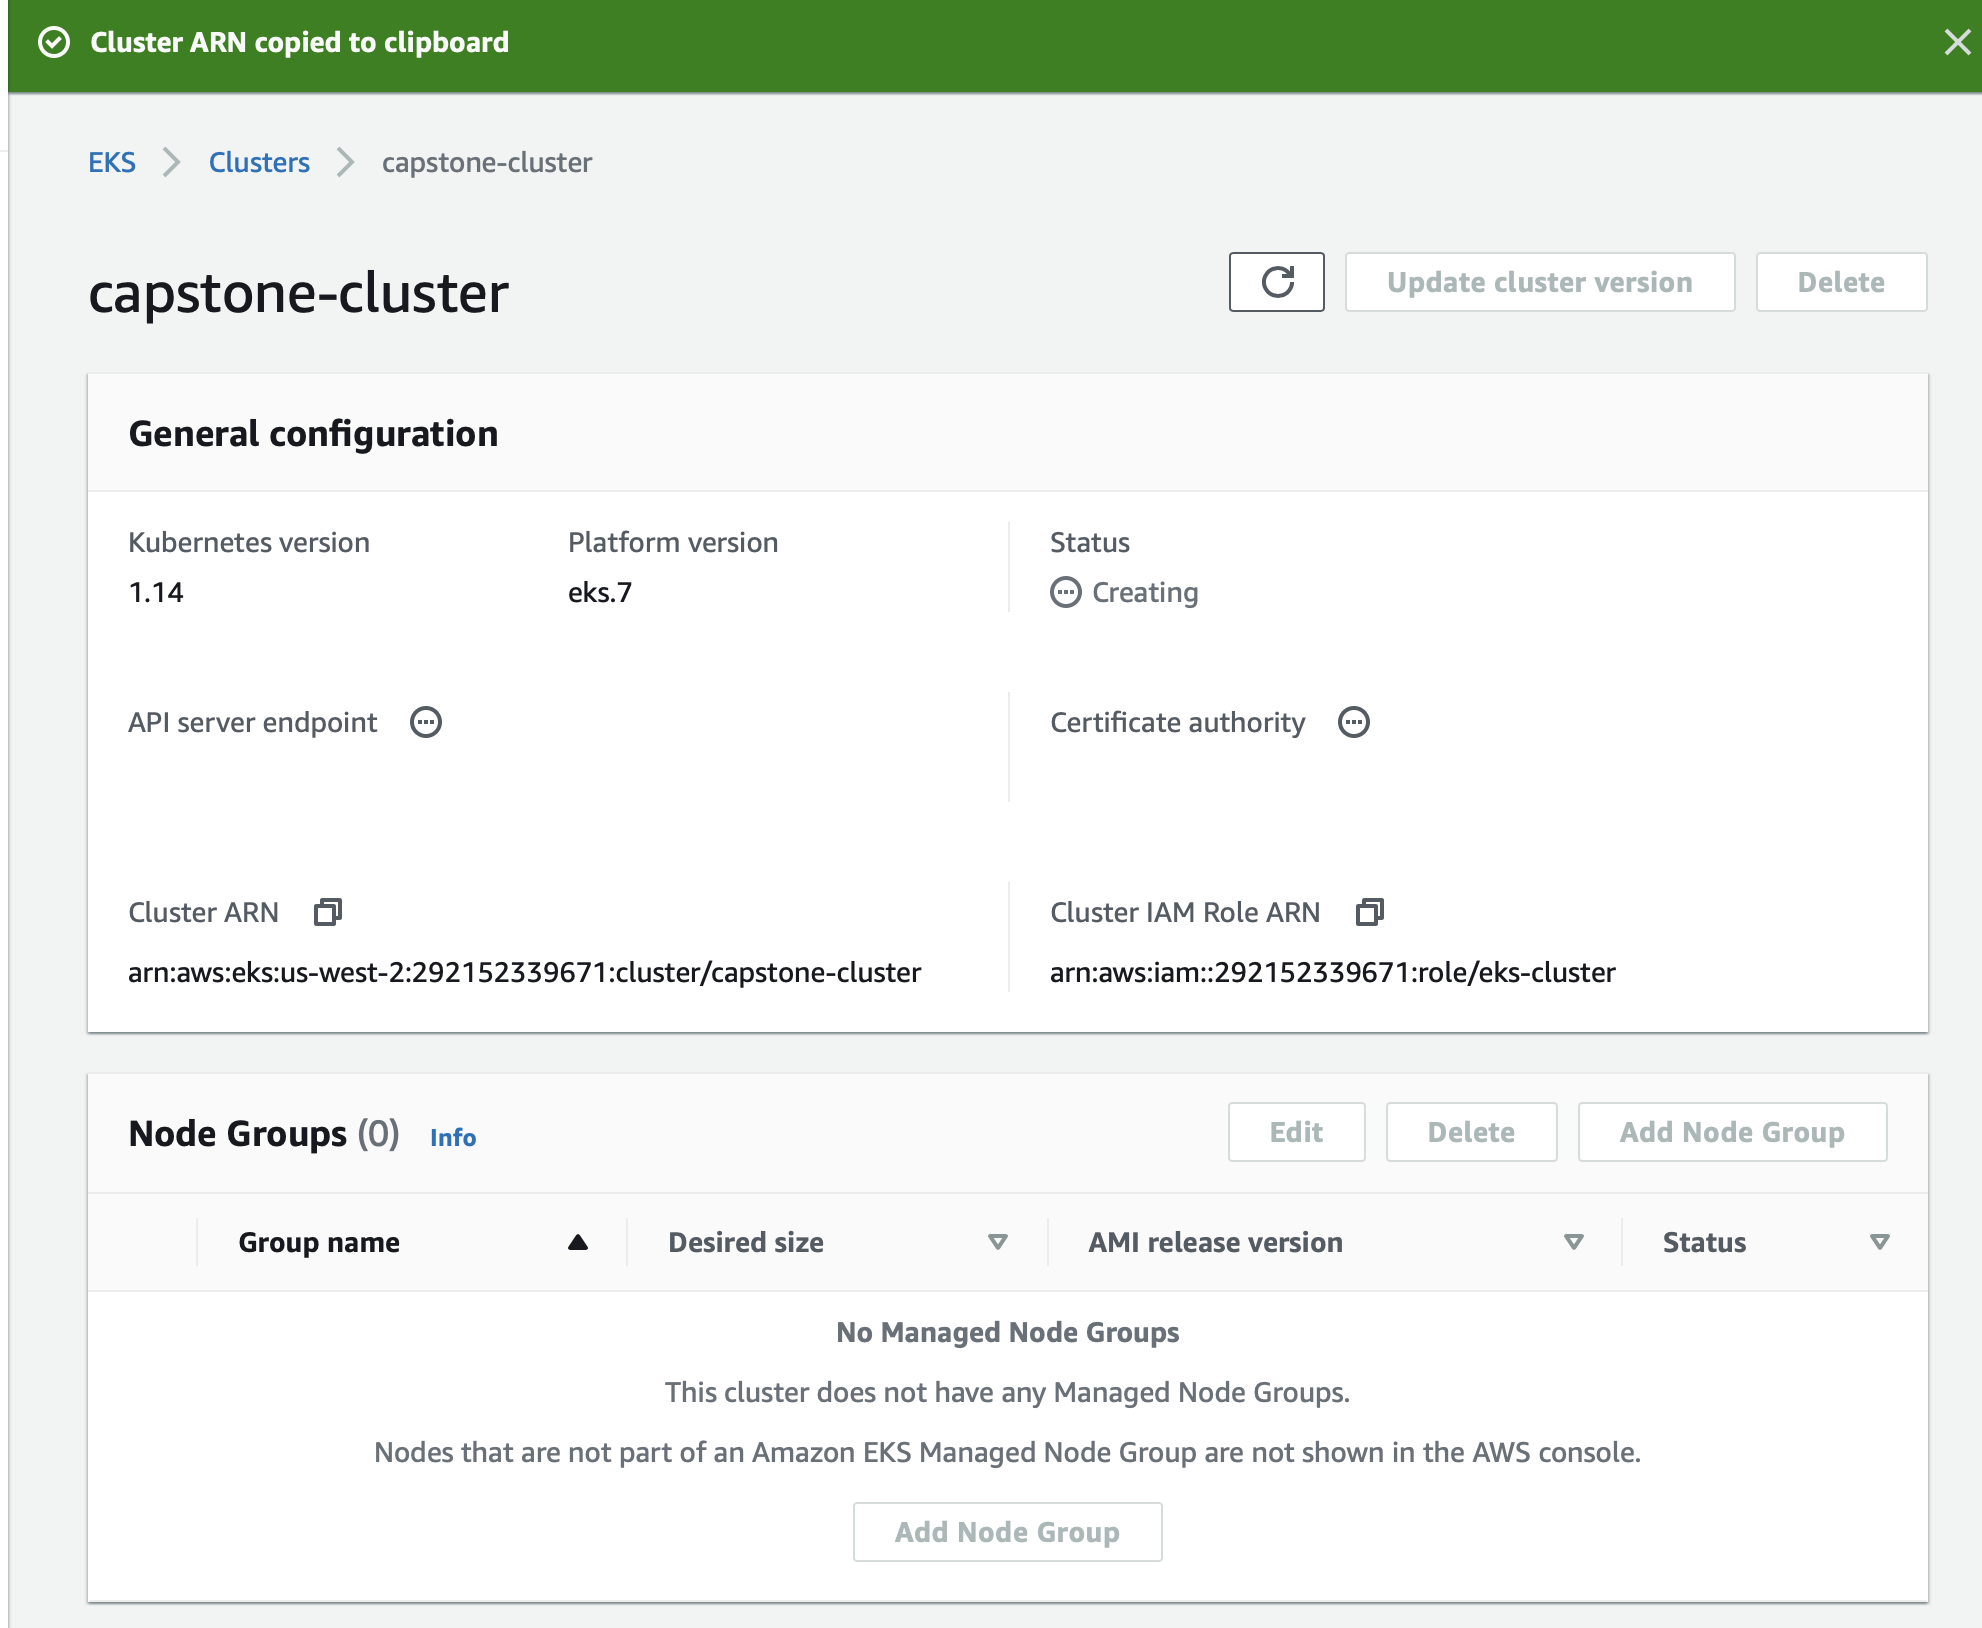 Cluster ARN copied to clipboard
EKS > Clusters > capstone-cluster
capstone-cluster
Update cluster version
Delete
General configuration
Kubernetes version
1.14
Platform version
eks.7
Status
Creating
API server endpoint
Certificate authority
Cluster ARN
arn:aws:eks:us-west-2:292152339671:cluster/capstone-cluster
Cluster IAM Role ARN
arn:aws:iam::292152339671:role/eks-cluster
Node Groups (0) Info
Edit
Delete
Add Node Group
Group name
Desired size
AMI release version
Status
No Managed Node Groups
This cluster does not have any Managed Node Groups.
Nodes that are not part of an Amazon EKS Managed Node Group are not shown in the AWS console.
Add Node Group